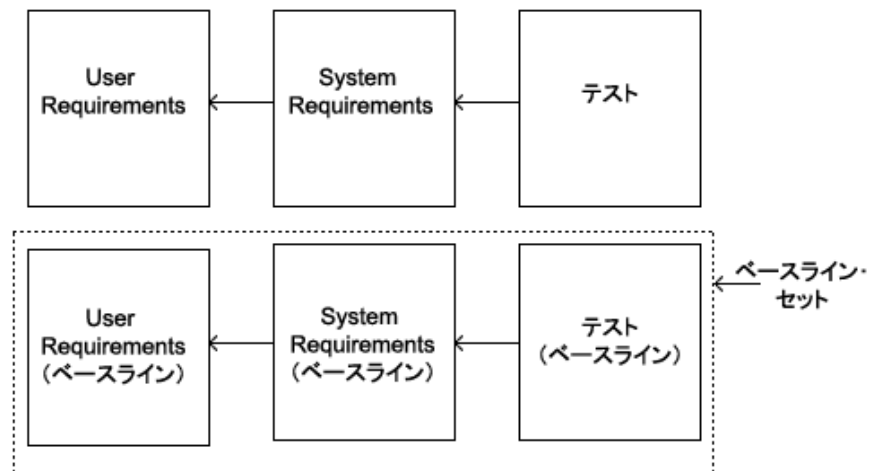 User
Requirements
System
Requirements
テスト
User
Requirements
（ベースライン）
System
Requirements
（ベースライン）
テスト
（ベースライン）
ベースライン・
セット